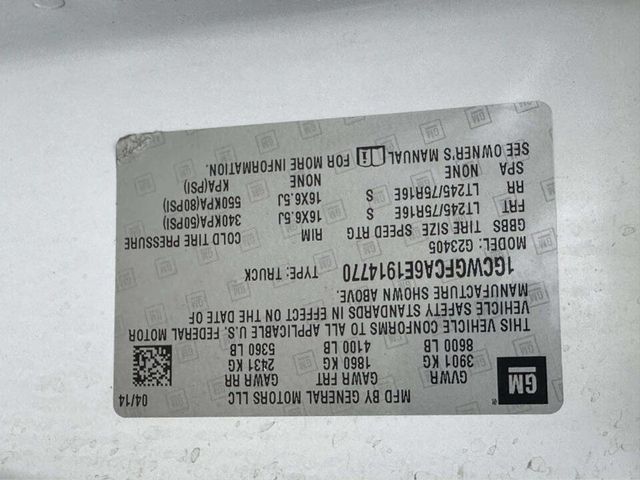 MFD BY GENERAL MOTORS LLC 04/14
GM
GVWR GAWR FRT GAWR RR
3901 KG 1860 KG 2431 KG
8600 LB 4100 LB 5360 LB
THIS VEHICLE CONFORMS TO ALL APPLICABLE U.S. FEDERAL MOTOR
VEHICLE SAFETY STANDARDS IN EFFECT ON THE DATE OF
MANUFACTURE SHOWN ABOVE.
1GCWGFCA6E1914770 TYPE: TRUCK
MODEL: G23405
GBBS TIRE SIZE SPEED RTG RIM COLD TIRE PRESSURE
FRT LT245/75R16E S 16X6.5J 340KPA(50PSI)
RR LT245/75R16E S 16X6.5J 550KPA(80PSI)
SPA NONE NONE KPA(PSI)
SEE OWNER'S MANUAL FOR MORE INFORMATION.